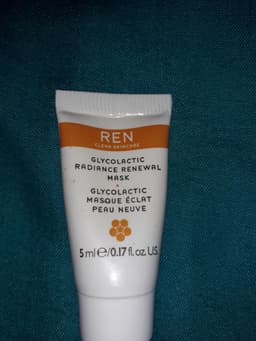 REN
CLEAN SKINCARE
GLYCOLACTIC
RADIANCE RENEWAL
MASK
GLYCOLACTIC
MASQUE ÉCLAT
PEAU NEUVE
5 ml e/0.17 fl.oz. US